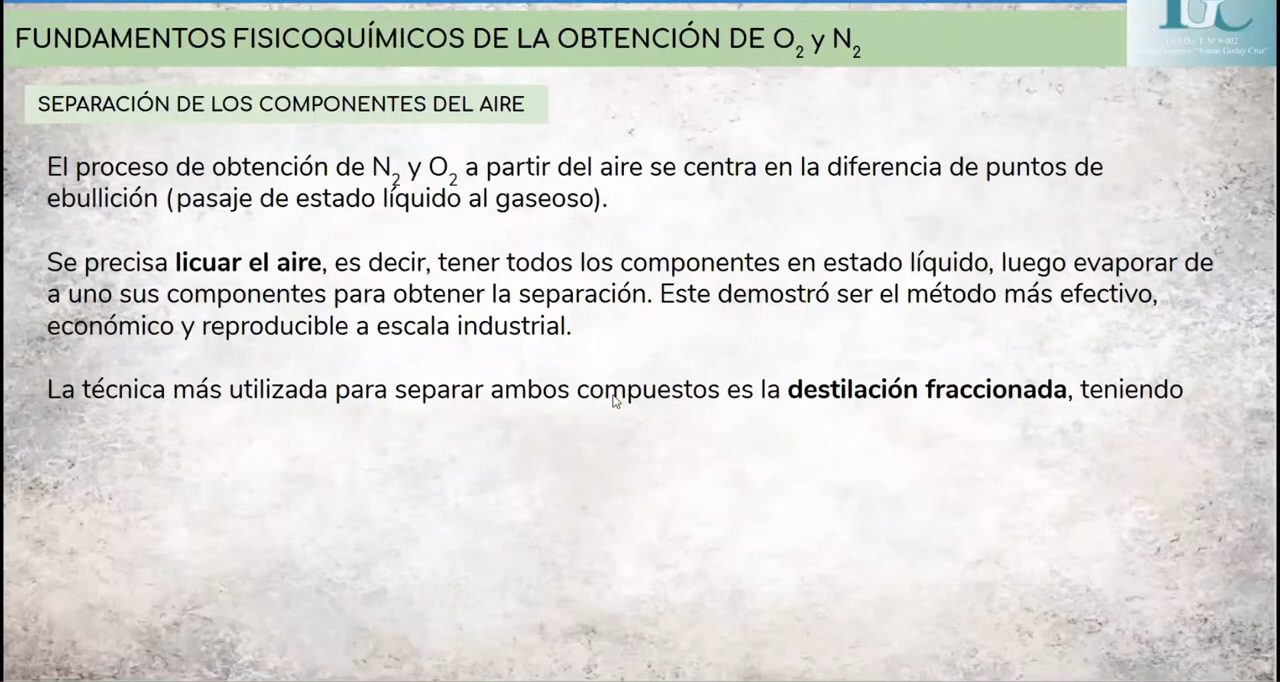 FUNDAMENTOS FISICOQUÍMICOS DE LA OBTENCIÓN DE O₂ y N₂
SEPARACIÓN DE LOS COMPONENTES DEL AIRE
El proceso de obtención de N₂ y O₂ a partir del aire se centra en la diferencia de puntos de
ebullición (pasaje de estado líquido al gaseoso).
Se precisa licuar el aire, es decir, tener todos los componentes en estado líquido, luego evaporar de
a uno sus componentes para obtener la separación. Este demostró ser el método más efectivo,
económico y reproducible a escala industrial.
La técnica más utilizada para separar ambos compuestos es la destilación fraccionada, teniendo